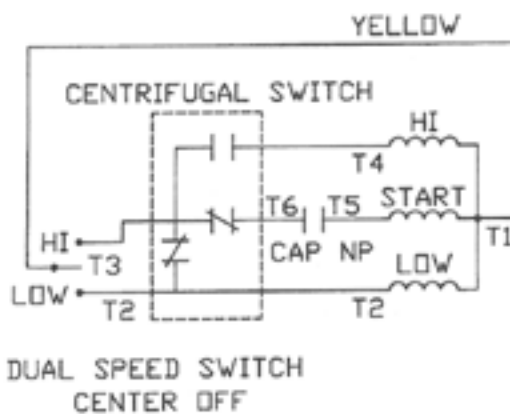 YELLOW
CENTRIFUGAL SWITCH
HI
T4
T6 T5 START
HI
T1
T3
CAP NP
LOW
LOW
T2
T2
DUAL SPEED SWITCH
CENTER OFF